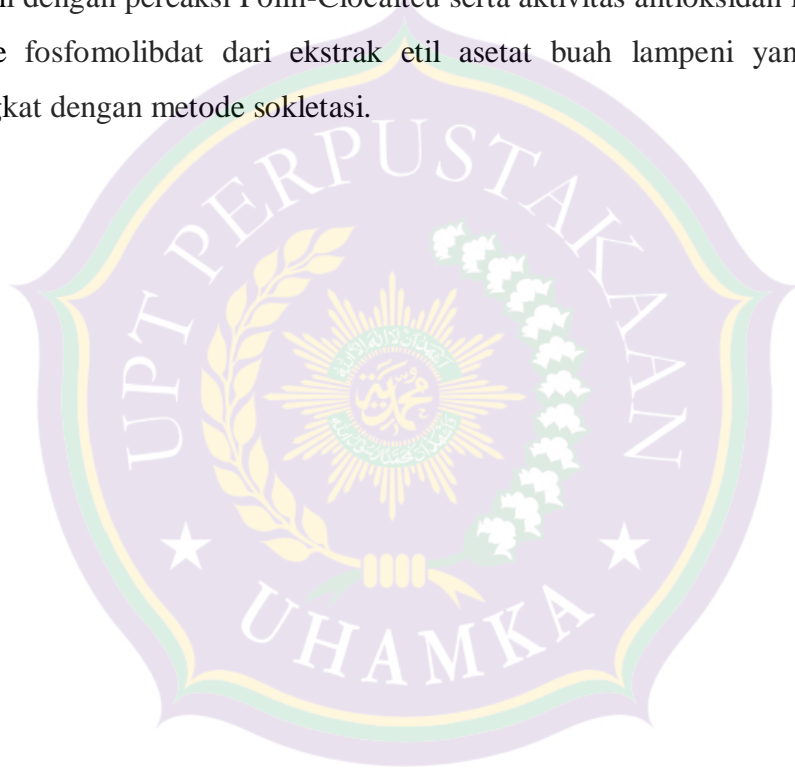 dengan pereaksi Folin-Ciocalteu serta aktivitas antioksidan
fosfomolibdat dari ekstrak etil asetat buah lampeni
dengan metode sokletasi.
UPT PERPUSTAKAAN
محمدية
UHAMKA